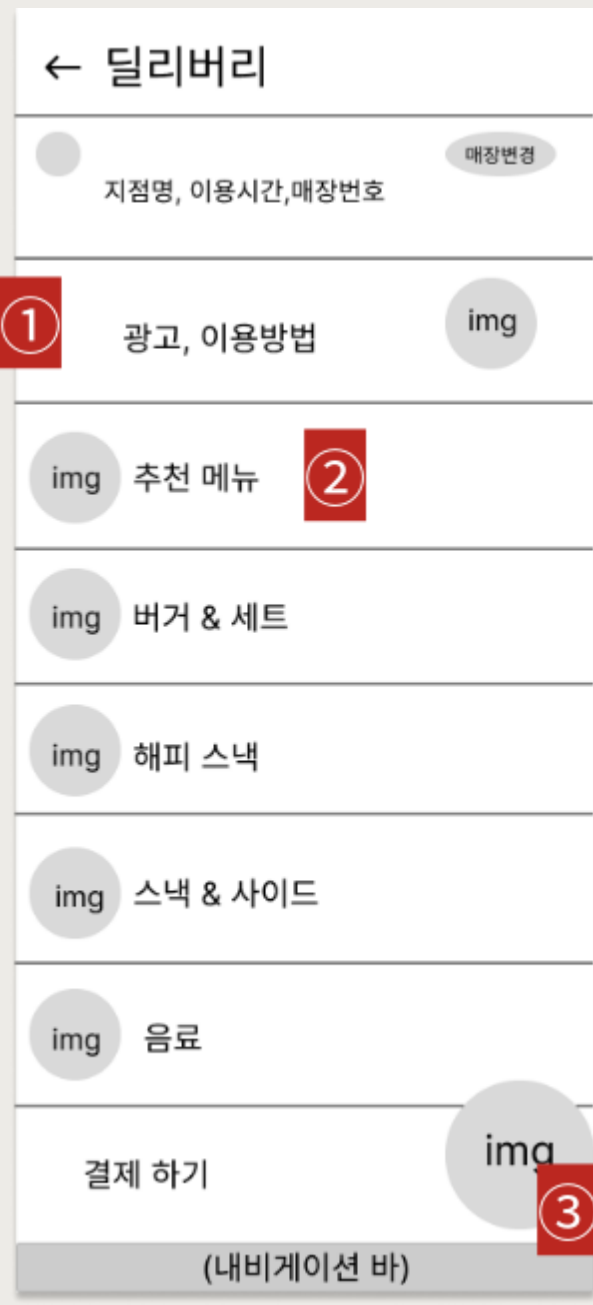 ← 딜리버리
매장변경
지점명, 이용시간,매장번호
①
광고, 이용방법
img
img
추천 메뉴
②
img
버거 & 세트
img
해피 스낵
img
스낵 & 사이드
img
음료
결제 하기
img
③
(내비게이션 바)